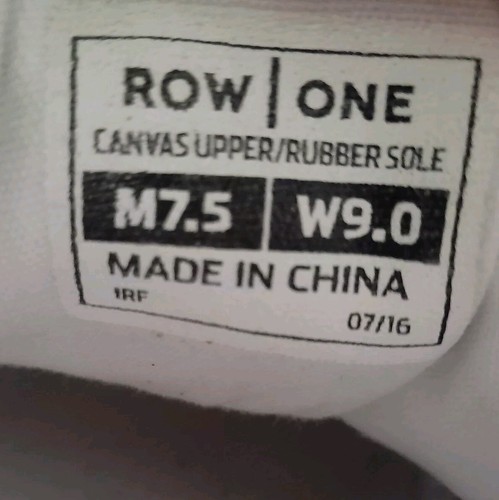 ROW | ONE
CANVAS UPPER/RUBBER SOLE
M7.5 W9.0
MADE IN CHINA
1RF
07/16